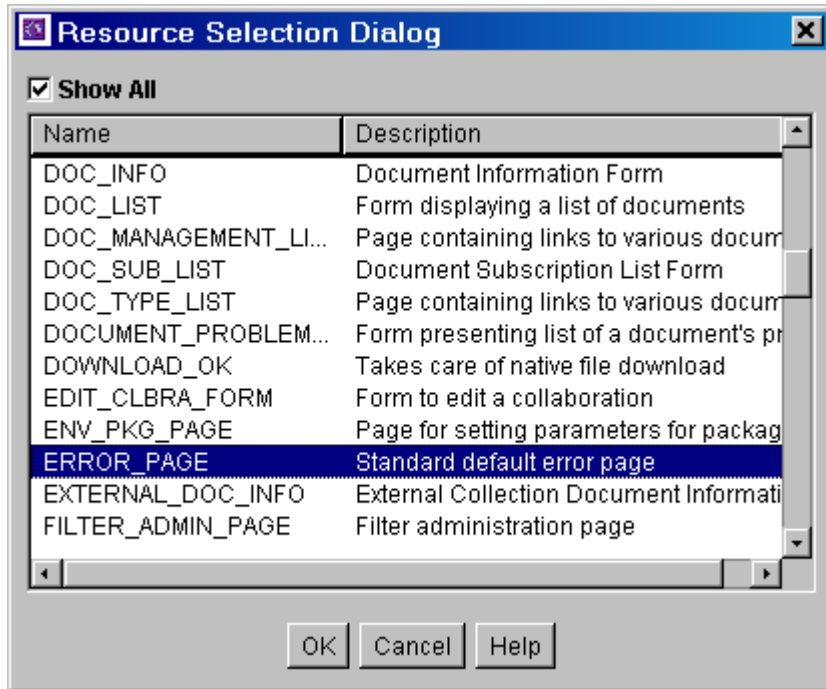 Resource Selection Dialog
Show All
Name Description
DOC_INFO Document Information Form
DOC_LIST Form displaying a list of documents
DOC_MANAGEMENT_LI... Page containing links to various docum
DOC_SUB_LIST Document Subscription List Form
DOC_TYPE_LIST Page containing links to various docum
DOCUMENT_PROBLEM... Form presenting list of a document's pr
DOWNLOAD_OK Takes care of native file download
EDIT_CLBRA_FORM Form to edit a collaboration
ENV_PKG_PAGE Page for setting parameters for packag
ERROR_PAGE Standard default error page
EXTERNAL_DOC_INFO External Collection Document Informati
FILTER_ADMIN_PAGE Filter administration page
OK Cancel Help